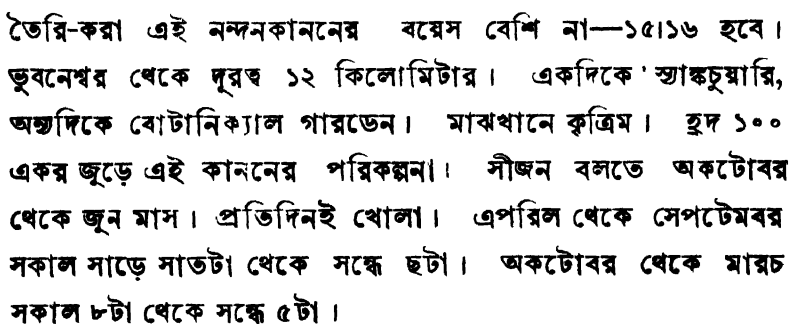 তৈরি-করা এই নন্দনকাননের বয়েস বেশি না—১৫।১৬ হবে।
ভুবনেশ্বর থেকে দূরত্ব ১২ কিলোমিটার। একদিকে স্যাঙ্কচুয়ারি,
অন্যদিকে বোটানিক্যাল গারডেন। মাঝখানে কৃত্রিম। হ্রদ ১০০
একর জুড়ে এই কাননের পরিকল্পনা। সীজন বলতে অকটোবর
থেকে জুন মাস। প্রতিদিনই খোলা। এপরিল থেকে সেপটেমবর
সকাল সাড়ে সাতটা থেকে সন্ধে ছটা। অকটোবর থেকে মারচ
সকাল ৮টা থেকে সন্ধে ৫টা।